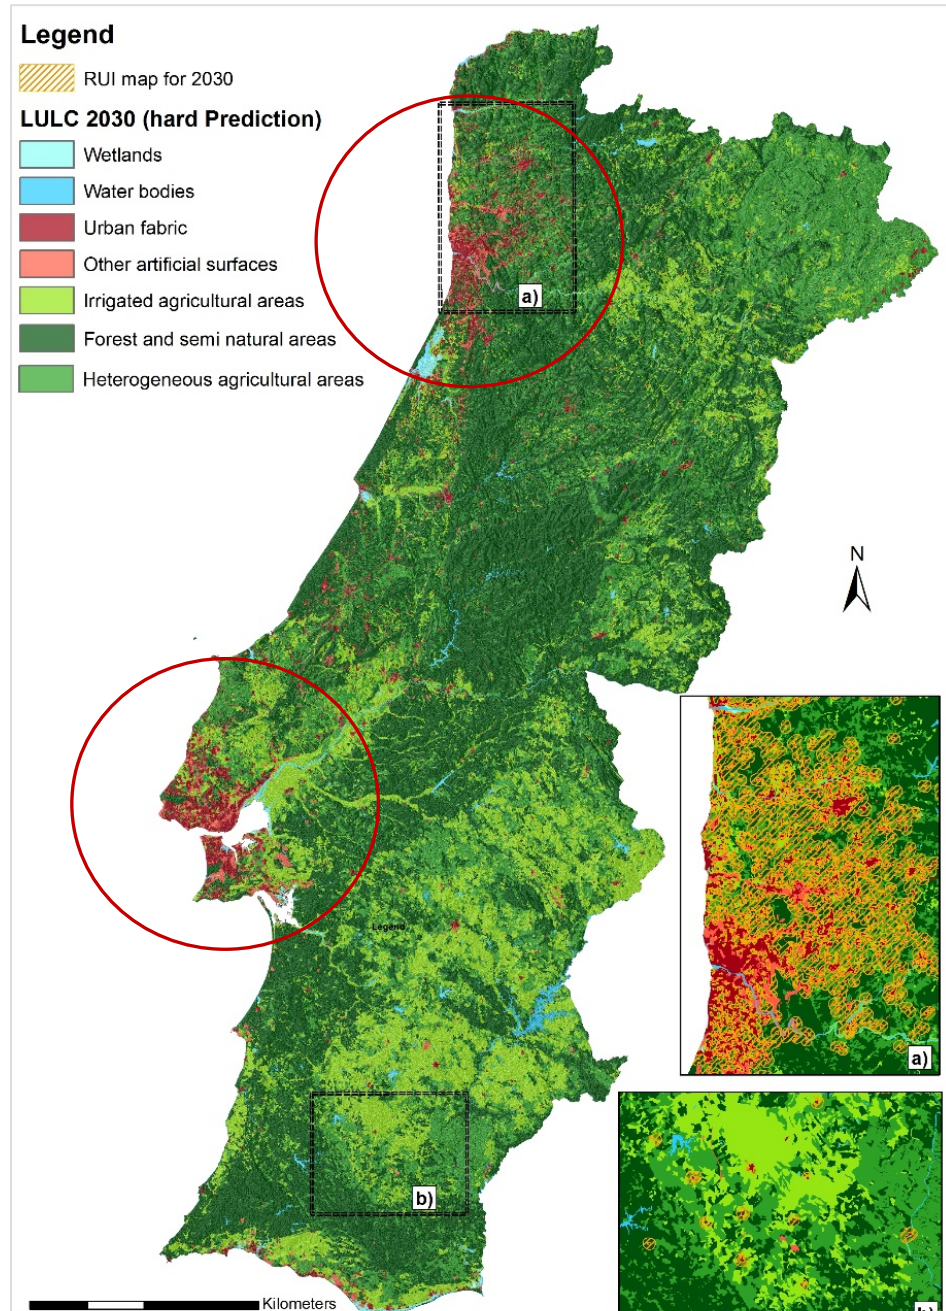 Legend
RUI map for 2030
LULC 2030 (hard Prediction)
Wetlands
Water bodies
Urban fabric
Other artificial surfaces
Irrigated agricultural areas
Forest and semi natural areas
Heterogeneous agricultural areas
a)
N
Legend
a)
b)
b)
Kilometers